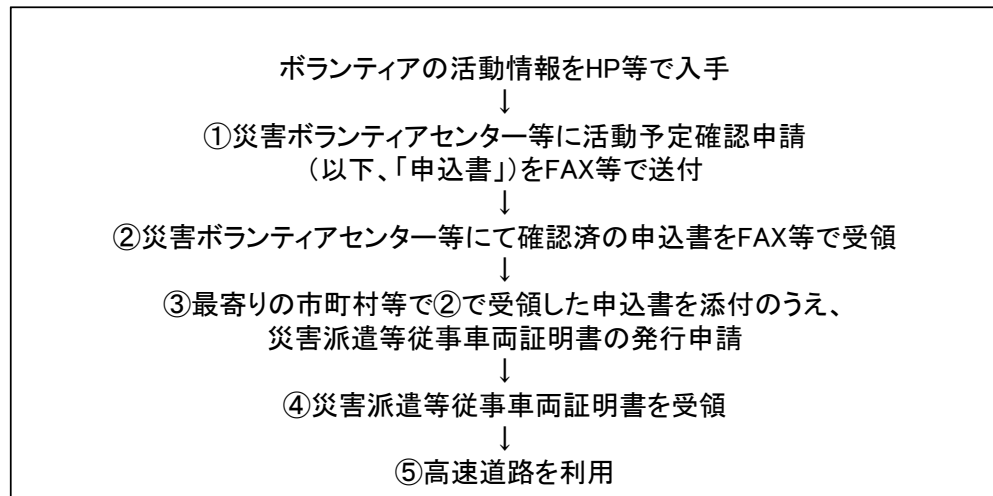 ボランティアの活動情報をHP等で入手
↓
①災害ボランティアセンター等に活動予定確認申請
（以下、「申込書」）をFAX等で送付
↓
②災害ボランティアセンター等にて確認済の申込書をFAX等で受領
↓
③最寄りの市町村等で②で受領した申込書を添付のうえ、
災害派遣等従事車両証明書の発行申請
↓
④災害派遣等従事車両証明書を受領
↓
⑤高速道路を利用